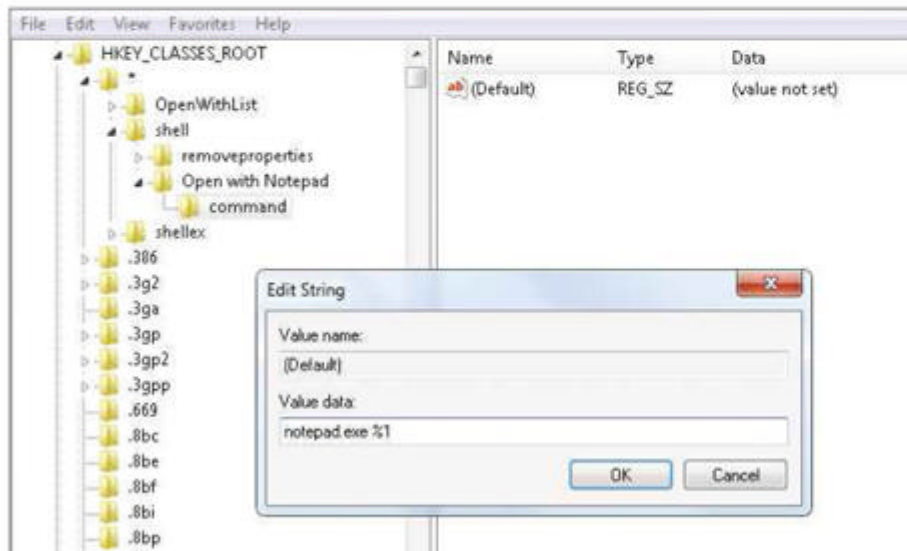 File Edit View Favorites Help
HKEY_CLASSES_ROOT
*
OpenWithList
shell
removeproperties
Open with Notepad
command
shellex
.386
.3g2
.3ga
.3gp
.3gp2
.3gpp
.669
.8bc
.8be
.8bf
.8bi
.8bp
Name Type Data
ab (Default) REG_SZ (value not set)
Edit String
Value name:
(Default)
Value data:
notepad.exe %1
OK Cancel